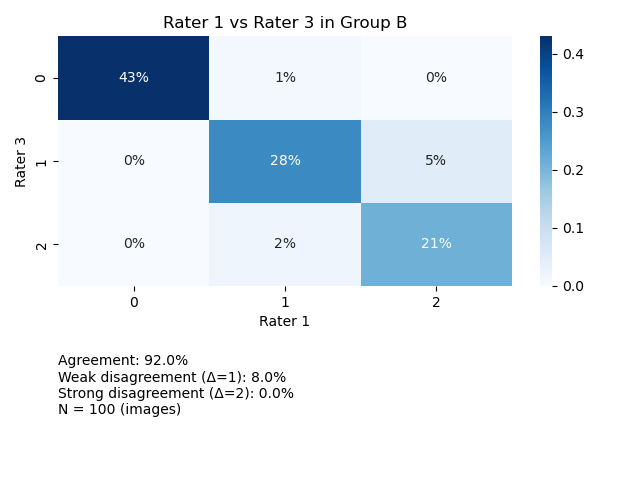 Rater 1 vs Rater 3 in Group B
0
43%
1%
0%
0.4
Rater 3
1
0%
28%
5%
0.3
0.2
2
0%
2%
21%
0.1
0.0
0
1
2
Rater 1
Agreement: 92.0%
Weak disagreement (Δ=1): 8.0%
Strong disagreement (Δ=2): 0.0%
N = 100 (images)